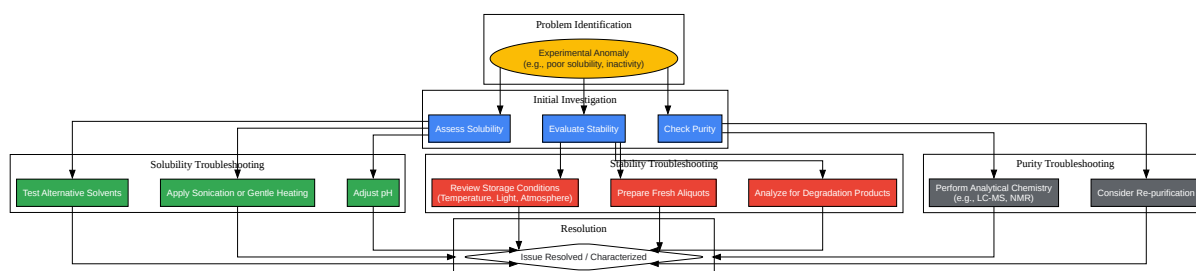 Problem Identification
Experimental Anomaly
(e.g., poor solubility, inactivity)
Initial Investigation
Assess Solubility
Evaluate Stability
Check Purity
Solubility Troubleshooting
Stability Troubleshooting
Purity Troubleshooting
Test Alternative Solvents
Apply Sonication or Gentle Heating
Adjust pH
Review Storage Conditions
(Temperature, Light, Atmosphere)
Prepare Fresh Aliquots
Analyze for Degradation Products
Perform Analytical Chemistry
(e.g., LC-MS, NMR)
Consider Re-purification
Resolution
Issue Resolved / Characterized